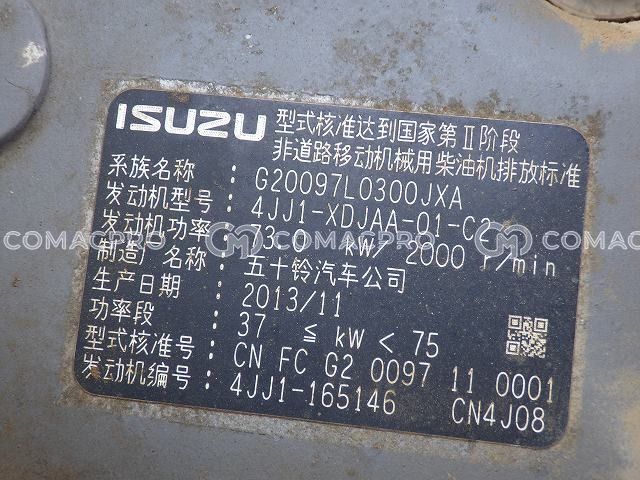 ISUZU 型式核准达到国家第Ⅱ阶段
非道路移动机械用柴油机排放标准
系族名称 : G20097L0300JXA
发动机型号 : 4JJ1-XDJAA-01-C2
发动机功率 : 73.0 kW/ 2000 r/min
制造厂名称 : 五十铃汽车公司
生产日期 : 2013/11
功率段 : 37 ≦ kW < 75
型式核准号 : CN FC G2 0097 11 0001
发动机编号 : 4JJ1-165146 CN4J08
COMACPRO COMACPRO COMACPRO